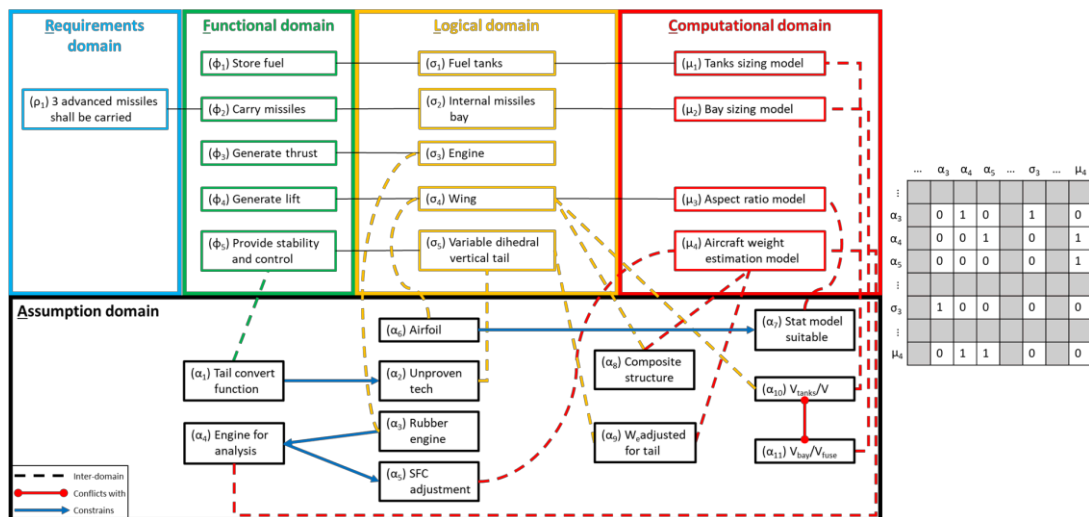 Requirements
domain
Functional domain
Logical domain
Computational domain
(ϕ₁) Store fuel
(σ₁) Fuel tanks
(μ₁) Tanks sizing model
(ρ₁) 3 advanced missiles
shall be carried
(ϕ₂) Carry missiles
(σ₂) Internal missiles
bay
(μ₂) Bay sizing model
(ϕ₃) Generate thrust
(σ₃) Engine
(ϕ₄) Generate lift
(σ₄) Wing
(μ₃) Aspect ratio model
(ϕ₅) Provide stability
and control
(σ₅) Variable dihedral
vertical tail
(μ₄) Aircraft weight
estimation model
Assumption domain
(α₆) Airfoil
(α₇) Stat model
suitable
(α₁) Tail convert
function
(α₂) Unproven
tech
(α₈) Composite
structure
(α₁₀) Vₜₐₙₖₛ/V
(α₃) Rubber
engine
(α₄) Engine for
analysis
(α₉) Wₑadjusted
for tail
(α₁₁) V_bay/V_fuse
(α₅) SFC
adjustment
Inter-domain
Conflicts with
Constrains
... α₃ α₄ α₅ ... σ₃ ... μ₄
⋮
α₃ 0 1 0 1 0
α₄ 0 0 1 0 1
α₅ 0 0 0 0 1
⋮
σ₃ 1 0 0 0 0
⋮
μ₄ 0 1 1 0 0